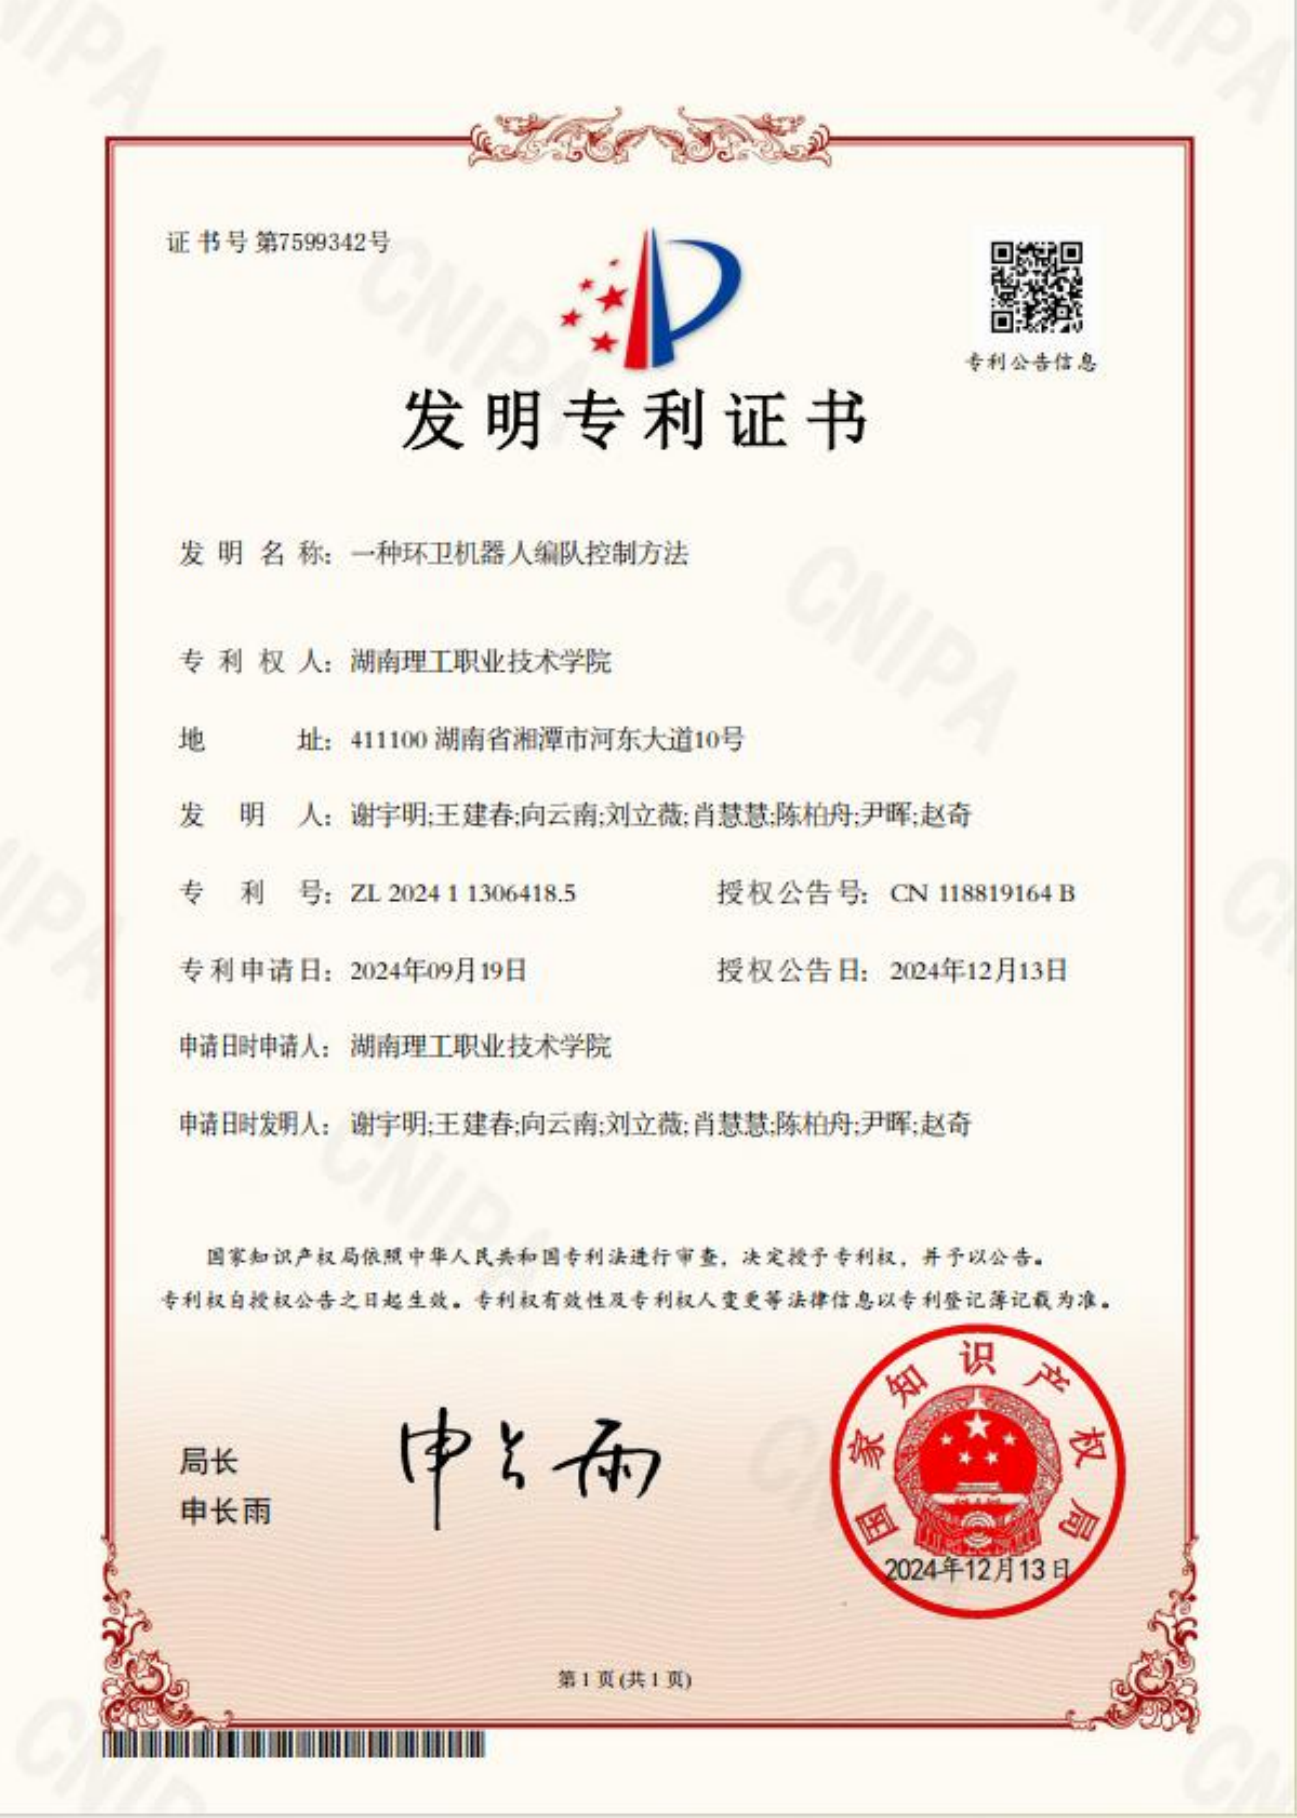 证书号第7599342号
专利公告信息
发明专利证书
发明名称：一种环卫机器人编队控制方法
专利权人：湖南理工职业技术学院
地址：411100 湖南省湘潭市河东大道10号
发明人：谢宇明;王建春;向云南;刘立薇;肖慧慧;陈柏舟;尹晖;赵奇
专利号：ZL 2024 1 1306418.5 授权公告号：CN 118819164 B
专利申请日：2024年09月19日 授权公告日：2024年12月13日
申请日时申请人：湖南理工职业技术学院
申请日时发明人：谢宇明;王建春;向云南;刘立薇;肖慧慧;陈柏舟;尹晖;赵奇
国家知识产权局依照中华人民共和国专利法进行审查，决定授予专利权，并予以公告。
专利权自授权公告之日起生效。专利权有效性及专利权人变更等法律信息以专利登记簿记载为准。
局长
申长雨
申长雨
国家知识产权局
2024年12月13日
第1页(共1页)
CNIPA